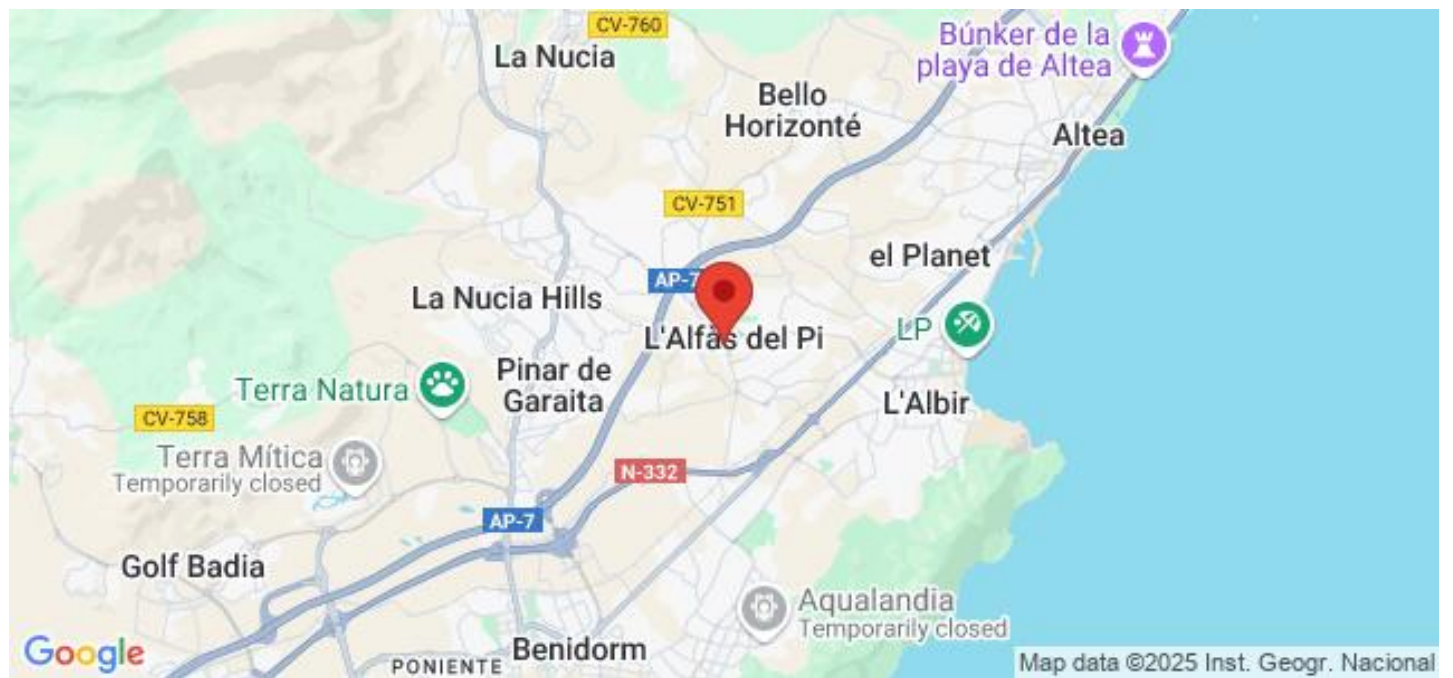 CV-760
La Nucia
Búnker de la
playa de Altea
Bello
Horizonté
Altea
CV-751
el Planet
AP-7
La Nucia Hills
L'Alfàs del Pi
LP
Pinar de
Garaita
Terra Natura
L'Albir
CV-758
Terra Mítica
Temporarily closed
N-332
AP-7
Golf Badia
Aqualandia
Temporarily closed
Benidorm
PONIENTE
Google
Map data ©2025 Inst. Geogr. Nacional